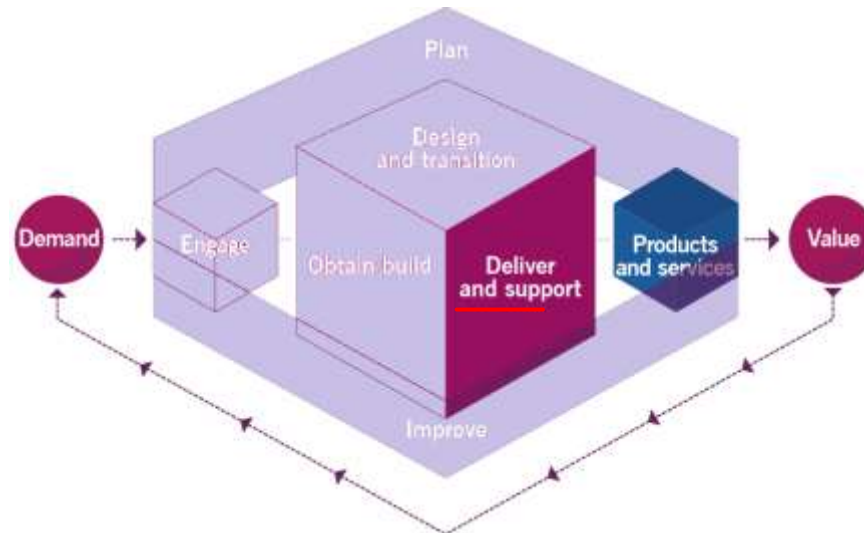 Plan
Design
and transition
Demand
Engage
Obtain build
Deliver
and support
Products
and services
Value
Improve